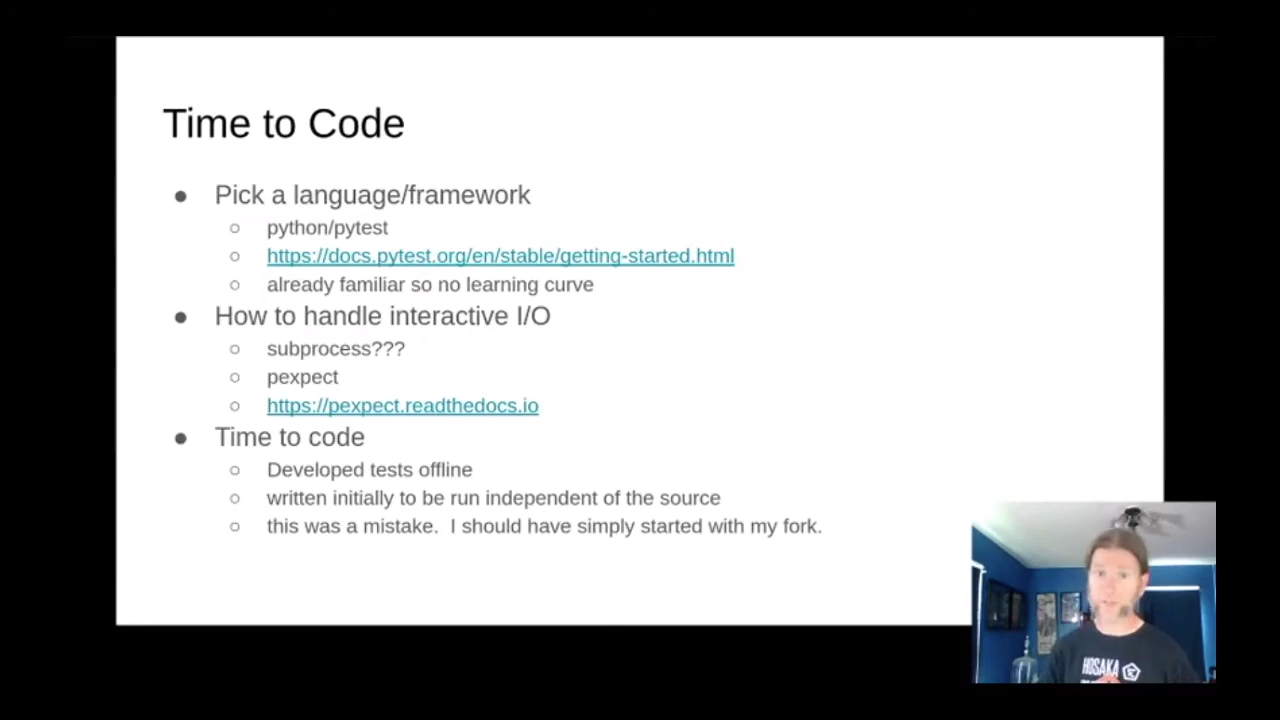 Time to Code
● Pick a language/framework
○ python/pytest
○ https://docs.pytest.org/en/stable/getting-started.html
○ already familiar so no learning curve
● How to handle interactive I/O
○ subprocess???
○ pexpect
○ https://pexpect.readthedocs.io
● Time to code
○ Developed tests offline
○ written initially to be run independent of the source
○ this was a mistake.  I should have simply started with my fork.
HOSAKA